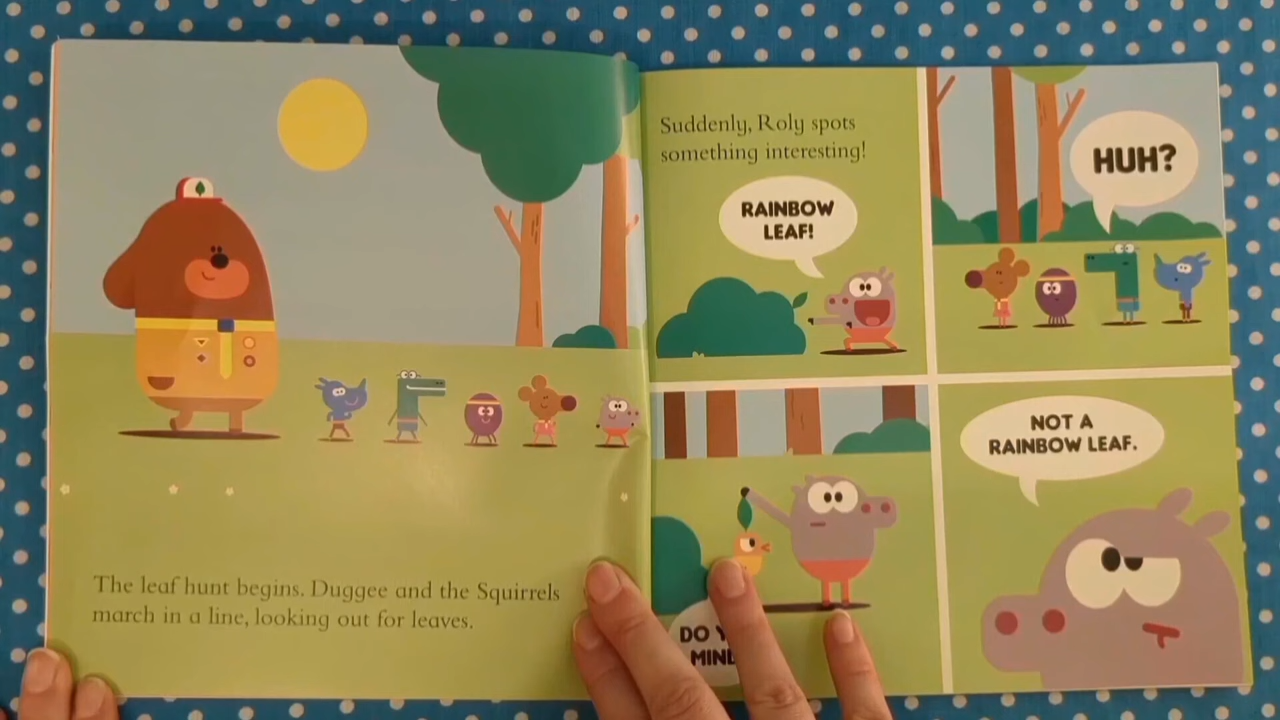 The leaf hunt begins. Duggee and the Squirrels
march in a line, looking out for leaves.
Suddenly, Roly spots
something interesting!
RAINBOW
LEAF!
HUH?
DO
NOT A
RAINBOW LEAF.